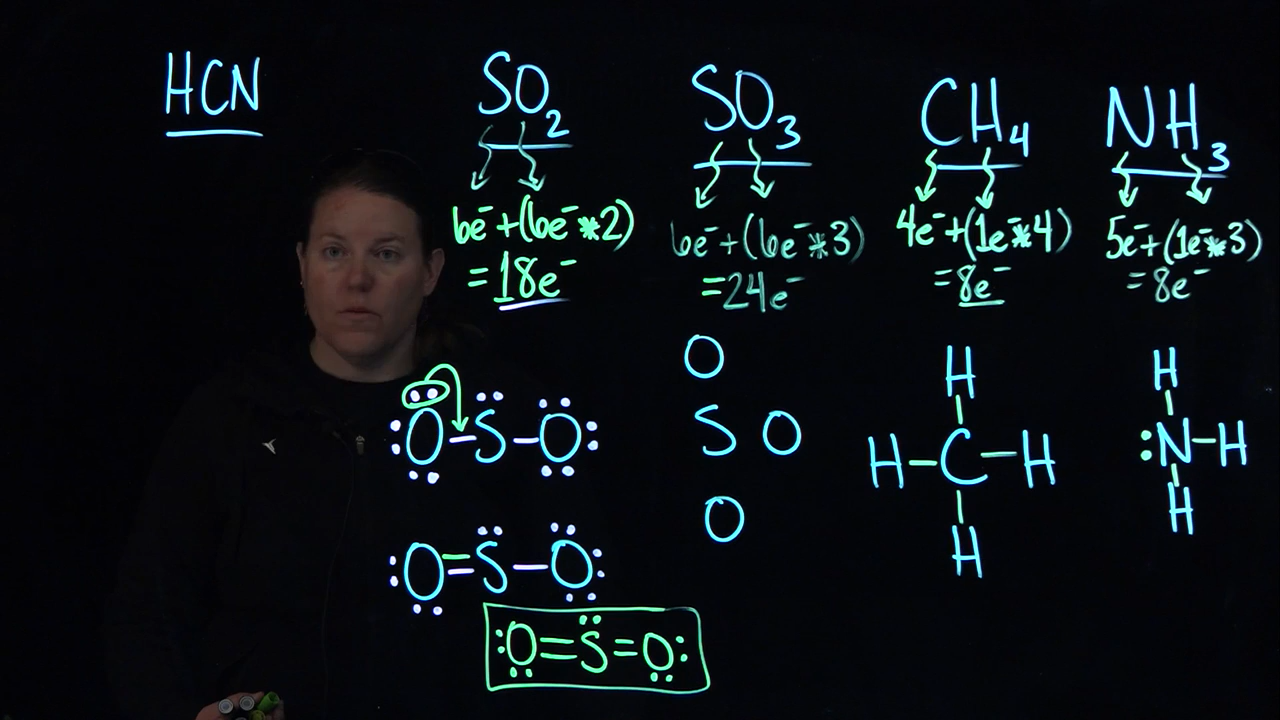 HCN
SO₂
6e⁻+(6e⁻*2)
=18e⁻
:O-S-O:
:O=S-O:
:O=S=O:
SO₃
6e⁻+(6e⁻*3)
=24e⁻
O
S O
O
CH₄
4e⁻+(1e⁻*4)
=8e⁻
H
H-C-H
H
NH₃
5e⁻+(1e⁻*3)
=8e⁻
H
:N-H
H